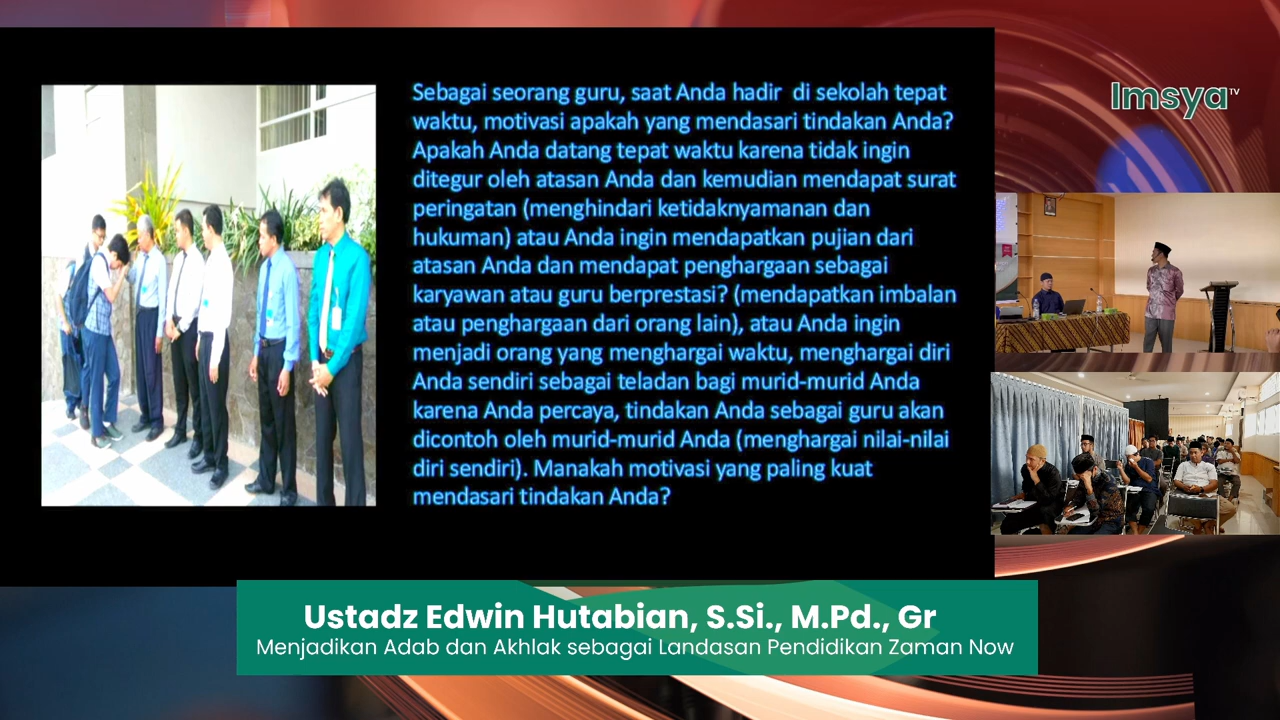 Sebagai seorang guru, saat Anda hadir di sekolah tepat
waktu, motivasi apakah yang mendasari tindakan Anda?
Apakah Anda datang tepat waktu karena tidak ingin
ditegur oleh atasan Anda dan kemudian mendapat surat
peringatan (menghindari ketidaknyamanan dan
hukuman) atau Anda ingin mendapatkan pujian dari
atasan Anda dan mendapat penghargaan sebagai
karyawan atau guru berprestasi? (mendapatkan imbalan
atau penghargaan dari orang lain), atau Anda ingin
menjadi orang yang menghargai waktu, menghargai diri
Anda sendiri sebagai teladan bagi murid-murid Anda
karena Anda percaya, tindakan Anda sebagai guru akan
dicontoh oleh murid-murid Anda (menghargai nilai-nilai
diri sendiri). Manakah motivasi yang paling kuat
mendasari tindakan Anda?
Imsya TV
Ustadz Edwin Hutabian, S.Si., M.Pd., Gr
Menjadikan Adab dan Akhlak sebagai Landasan Pendidikan Zaman Now